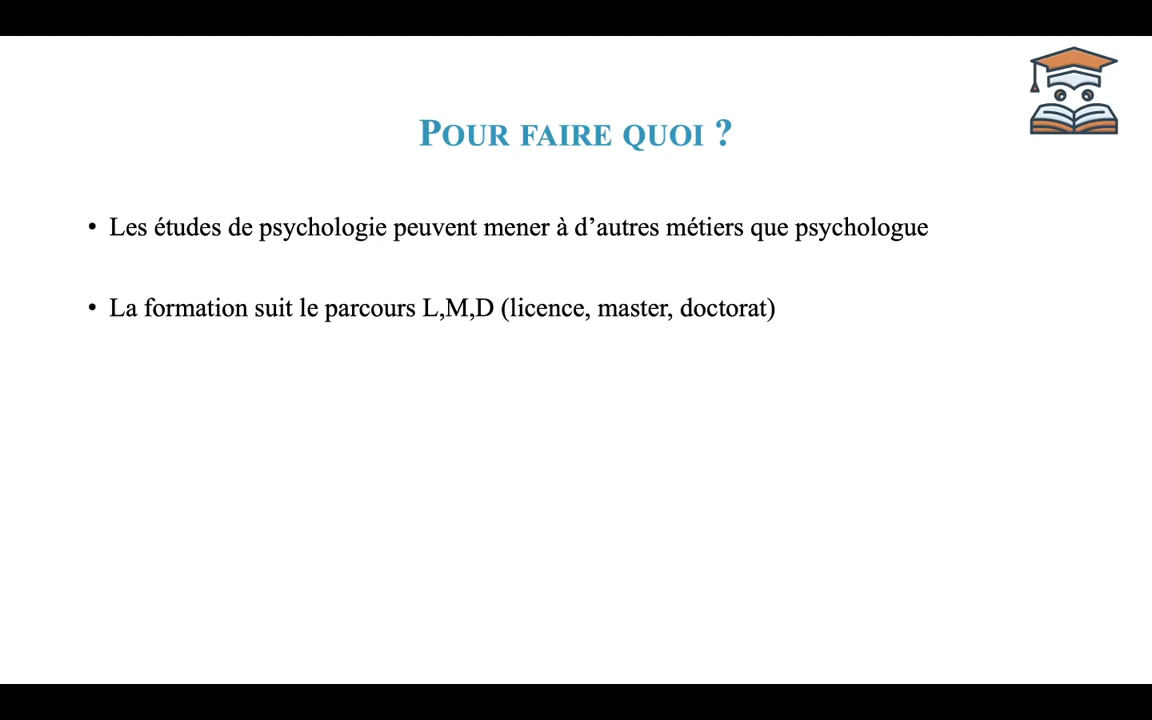 POUR FAIRE QUOI ?
• Les études de psychologie peuvent mener à d’autres métiers que psychologue
• La formation suit le parcours L,M,D (licence, master, doctorat)